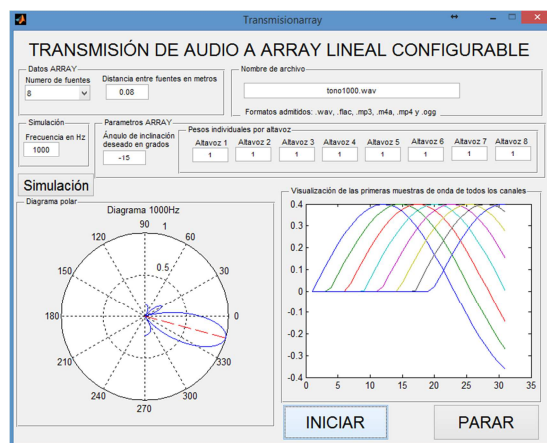 Transmisionarray
TRANSMISIÓN DE AUDIO A ARRAY LINEAL CONFIGURABLE
Datos ARRAY
Numero de fuentes
8
Distancia entre fuentes en metros
0.08
Nombre de archivo
tono1000.wav
Formatos admitidos: .wav, .flac, .mp3, .m4a, .mp4 y .ogg
Simulación
Frecuencia en Hz
1000
Parametros ARRAY
Ángulo de inclinación
deseado en grados
-15
Pesos individuales por altavoz
Altavoz 1 Altavoz 2 Altavoz 3 Altavoz 4 Altavoz 5 Altavoz 6 Altavoz 7 Altavoz 8
1 1 1 1 1 1 1 1
Simulación
Diagrama polar
Diagrama 1000Hz
90 1
120 60
0.5
150 30
180 0
210 330
240 300
270
Visualización de las primeras muestras de onda de todos los canales
0.4
0.3
0.2
0.1
0
-0.1
-0.2
-0.3
-0.4
0 5 10 15 20 25 30 35
INICIAR
PARAR